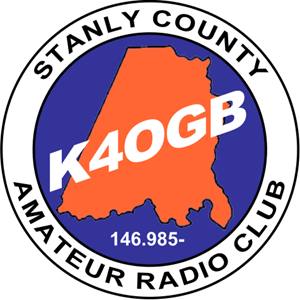 STANLY COUNTY
K4OGB
146.985-
AMATEUR RADIO CLUB